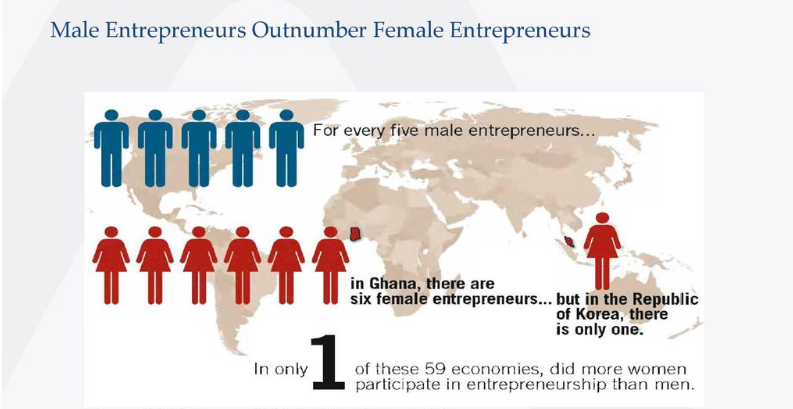 Male Entrepreneurs Outnumber Female Entrepreneurs
For every five male entrepreneurs...
in Ghana, there are
six female entrepreneurs...
but in the Republic
of Korea, there
is only one.
In only 1 of these 59 economies, did more women
participate in entrepreneurship than men.